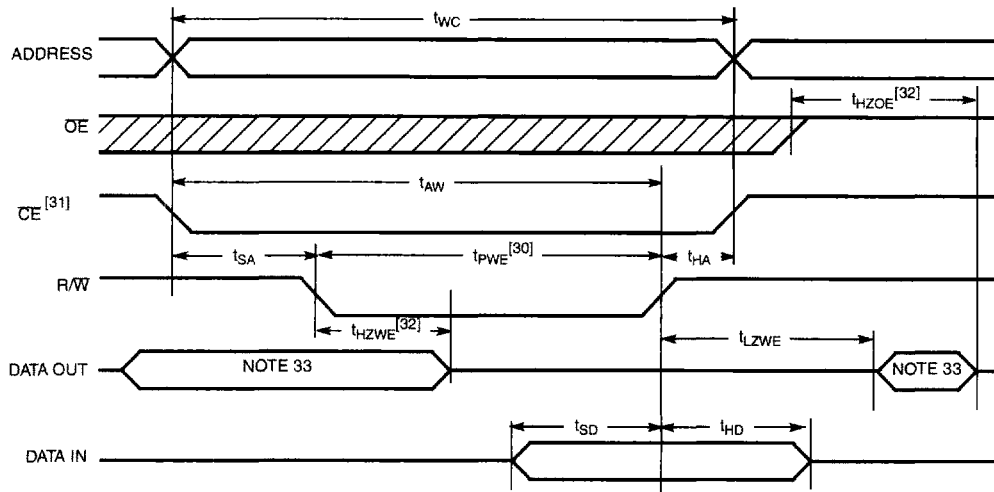 tWC
ADDRESS
tHZOE[32]
OE
tAW
CE[31]
tSA
tPWE[30]
tHA
R/W
tHZWE[32]
tLZWE
DATA OUT
NOTE 33
NOTE 33
tSD
tHD
DATA IN